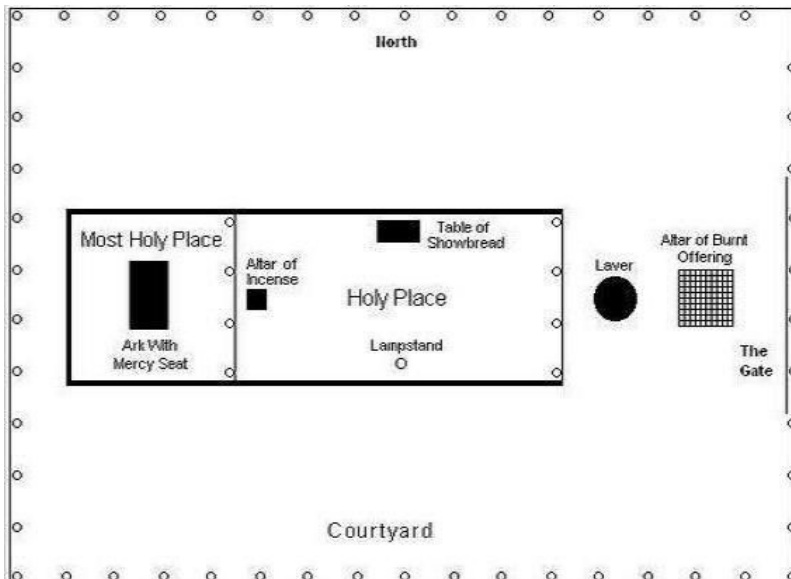 North
Most Holy Place
Ark With
Mercy Seat
Altar of
Incense
Table of
Showbread
Holy Place
Lampstand
Laver
Altar of Burnt
Offering
The
Gate
Courtyard